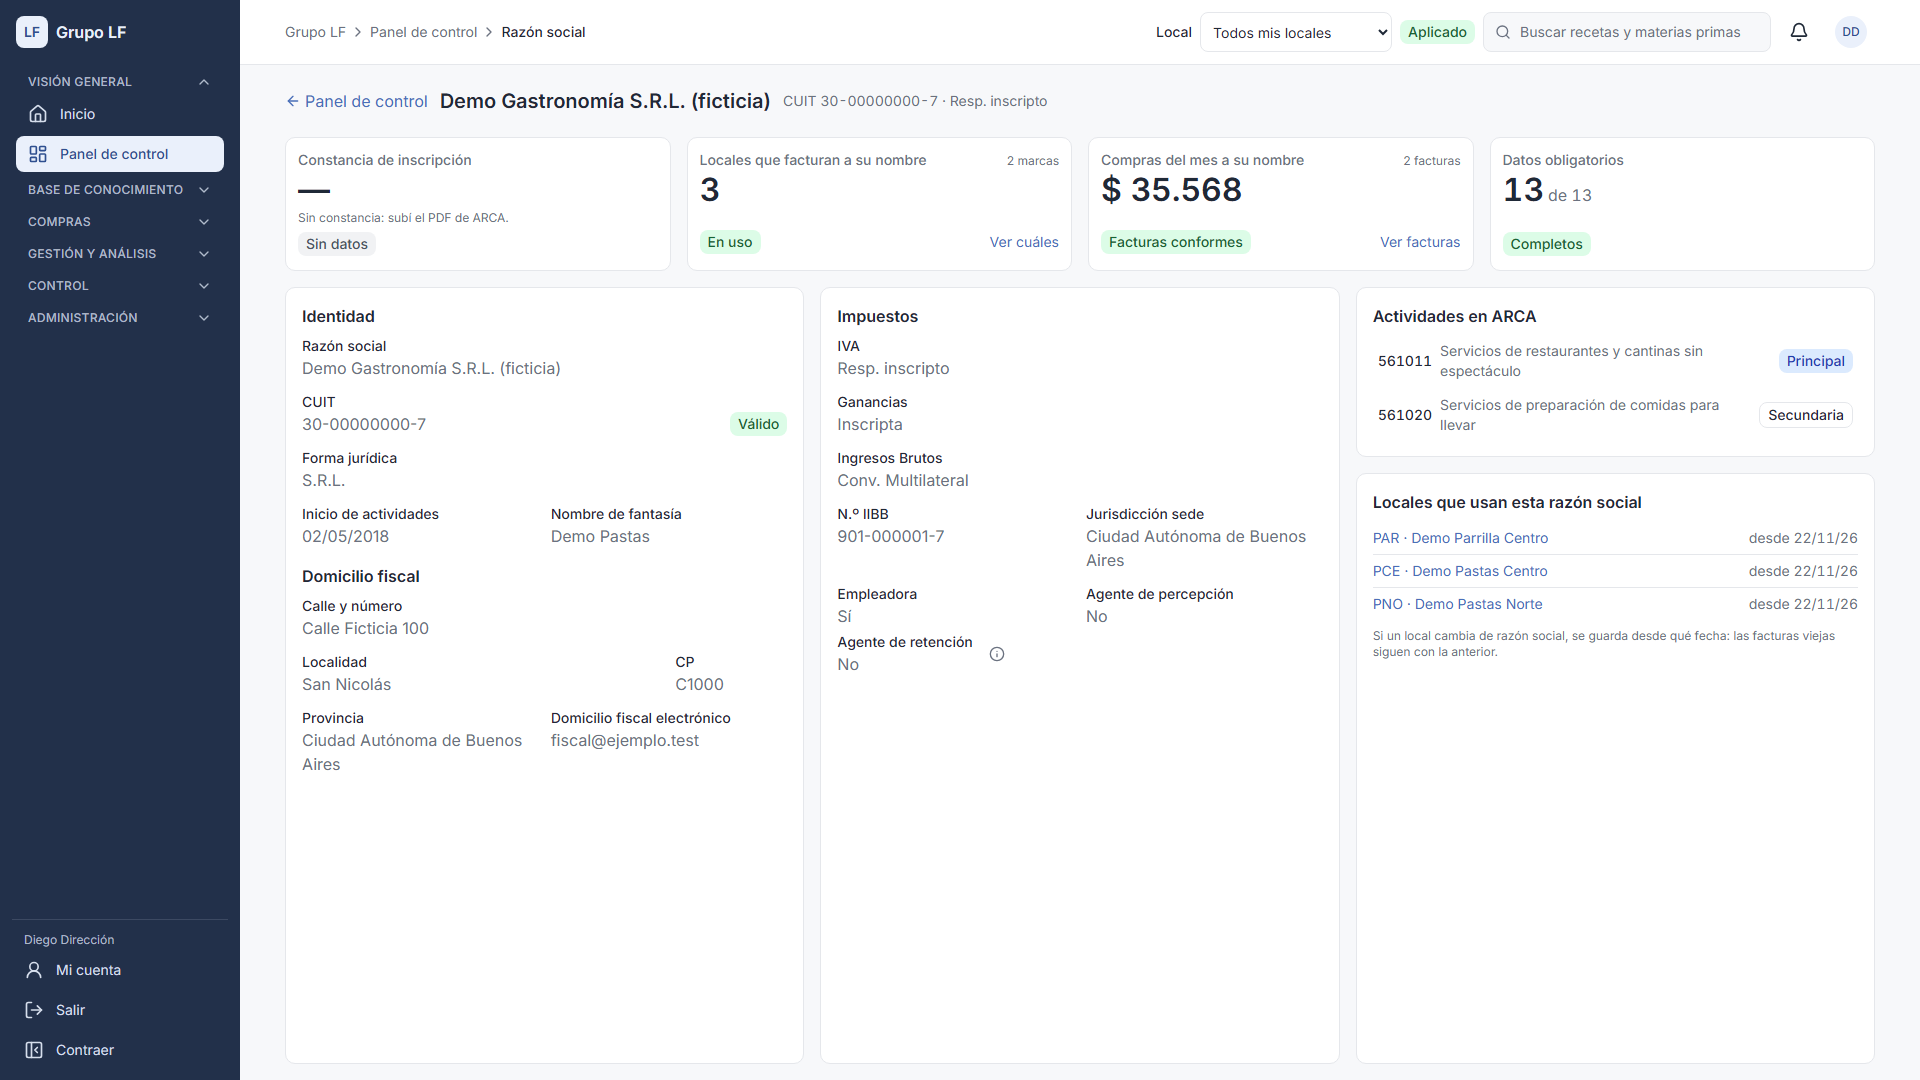 LF Grupo LF
VISIÓN GENERAL
Inicio
Panel de control
BASE DE CONOCIMIENTO
COMPRAS
GESTIÓN Y ANÁLISIS
CONTROL
ADMINISTRACIÓN
Diego Dirección
Mi cuenta
Salir
Contraer
Grupo LF > Panel de control > Razón social
Local
Todos mis locales
Aplicado
Buscar recetas y materias primas
DD
← Panel de control
Demo Gastronomía S.R.L. (ficticia)
CUIT 30-00000000-7 · Resp. inscripto
Constancia de inscripción
—
Sin constancia: subí el PDF de ARCA.
Sin datos
Locales que facturan a su nombre
2 marcas
3
En uso
Ver cuáles
Compras del mes a su nombre
2 facturas
$ 35.568
Facturas conformes
Ver facturas
Datos obligatorios
13 de 13
Completos
Identidad
Razón social
Demo Gastronomía S.R.L. (ficticia)
CUIT
30-00000000-7
Válido
Forma jurídica
S.R.L.
Inicio de actividades
02/05/2018
Nombre de fantasía
Demo Pastas
Domicilio fiscal
Calle y número
Calle Ficticia 100
Localidad
San Nicolás
CP
C1000
Provincia
Ciudad Autónoma de Buenos
Aires
Domicilio fiscal electrónico
fiscal@ejemplo.test
Impuestos
IVA
Resp. inscripto
Ganancias
Inscripta
Ingresos Brutos
Conv. Multilateral
N.º IIBB
901-000001-7
Jurisdicción sede
Ciudad Autónoma de Buenos
Aires
Empleadora
Sí
Agente de percepción
No
Agente de retención
No
Actividades en ARCA
561011
Servicios de restaurantes y cantinas sin
espectáculo
Principal
561020
Servicios de preparación de comidas para
llevar
Secundaria
Locales que usan esta razón social
PAR · Demo Parrilla Centro
desde 22/11/26
PCE · Demo Pastas Centro
desde 22/11/26
PNO · Demo Pastas Norte
desde 22/11/26
Si un local cambia de razón social, se guarda desde qué fecha: las facturas viejas
siguen con la anterior.